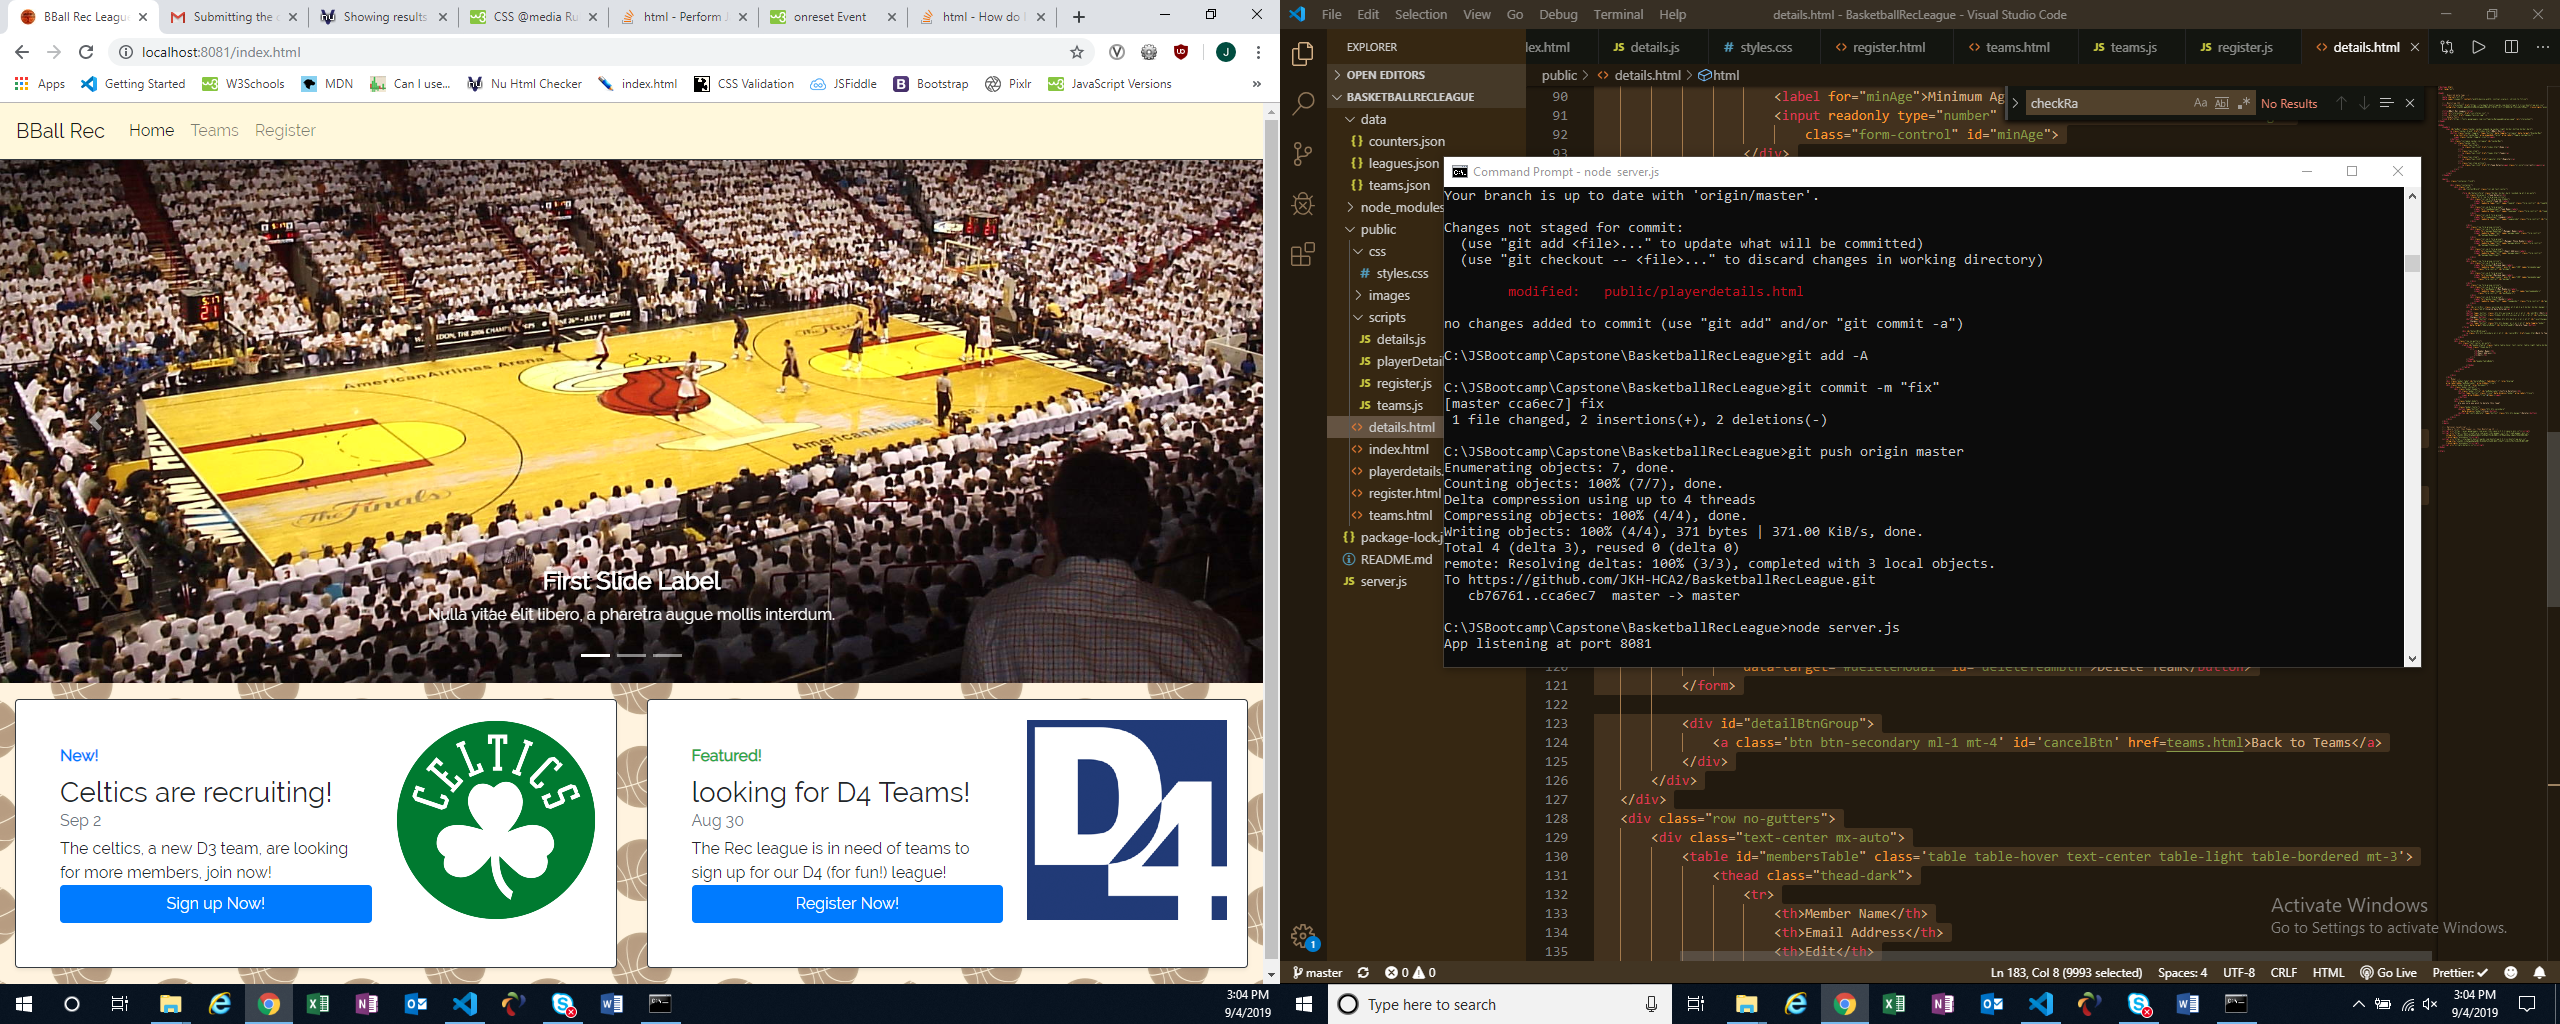 BBall Rec Leagu
Submitting the c
Showing results
CSS @media Ru
html - Perform J
onreset Event
html - How do I
localhost:8081/index.html
Apps
Getting Started
W3Schools
MDN
Can I use...
Nu Html Checker
index.html
CSS Validation
JSFiddle
Bootstrap
Pixlr
JavaScript Versions
»
BBall Rec Home Teams Register
AmericanAirlines Arena
The Finals
First Slide Label
Nulla vitae elit libero, a pharetra augue mollis interdum.
New!
Celtics are recruiting!
Sep 2
The celtics, a new D3 team, are looking
for more members, join now!
Sign up Now!
CELTICS
Featured!
looking for D4 Teams!
Aug 30
The Rec league is in need of teams to
sign up for our D4 (for fun!) league!
Register Now!
D4
3:04 PM
9/4/2019
File Edit Selection View Go Debug Terminal Help
details.html - BasketballRecLeague - Visual Studio Code
EXPLORER
OPEN EDITORS
BASKETBALLRECLEAGUE
data
counters.json
leagues.json
teams.json
node_modules
public
css
styles.css
images
scripts
details.js
playerDetail
register.js
teams.js
details.html
index.html
playerdetails.
register.html
teams.html
package-lock.j
README.md
server.js
lex.html
details.js
styles.css
register.html
teams.html
teams.js
register.js
details.html
public > details.html > html
checkRa
Aa Abl .* No Results
90 <label for="minAge">Minimum Ag
91 <input readonly type="number"
92 class="form-control" id="minAge">
93 </div>
Command Prompt - node server.js
Your branch is up to date with 'origin/master'.
Changes not staged for commit:
(use "git add <file>..." to update what will be committed)
(use "git checkout -- <file>..." to discard changes in working directory)
modified: public/playerdetails.html
no changes added to commit (use "git add" and/or "git commit -a")
C:\JSBootcamp\Capstone\BasketballRecLeague>git add -A
C:\JSBootcamp\Capstone\BasketballRecLeague>git commit -m "fix"
[master cca6ec7] fix
1 file changed, 2 insertions(+), 2 deletions(-)
C:\JSBootcamp\Capstone\BasketballRecLeague>git push origin master
Enumerating objects: 7, done.
Counting objects: 100% (7/7), done.
Delta compression using up to 4 threads
Compressing objects: 100% (4/4), done.
Writing objects: 100% (4/4), 371 bytes | 371.00 KiB/s, done.
Total 4 (delta 3), reused 0 (delta 0)
remote: Resolving deltas: 100% (3/3), completed with 3 local objects.
To https://github.com/JKH-HCA2/BasketballRecLeague.git
cb76761..cca6ec7 master -> master
C:\JSBootcamp\Capstone\BasketballRecLeague>node server.js
App listening at port 8081
121 </form>
122
123 <div id="detailBtnGroup">
124 <a class='btn btn-secondary ml-1 mt-4' id='cancelBtn' href=teams.html>Back to Teams</a>
125 </div>
126 </div>
127 </div>
128 <div class="row no-gutters">
129 <div class="text-center mx-auto">
130 <table id="membersTable" class='table table-hover text-center table-light table-bordered mt-3'>
131 <thead class="thead-dark">
132 <tr>
133 <th>Member Name</th>
134 <th>Email Address</th>
135 <th>Edit</th>
Activate Windows
Go to Settings to activate Windows.
master 0 0
Ln 183, Col 8 (9993 selected) Spaces: 4 UTF-8 CRLF HTML Go Live Prettier: ✓
Type here to search
3:04 PM
9/4/2019